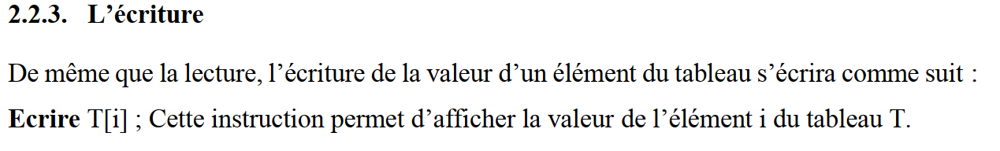 2.2.3. L’écriture
De même que la lecture, l’écriture de la valeur d’un élément du tableau s’écrira comme suit :
Ecrire T[i] ; Cette instruction permet d’afficher la valeur de l’élément i du tableau T.